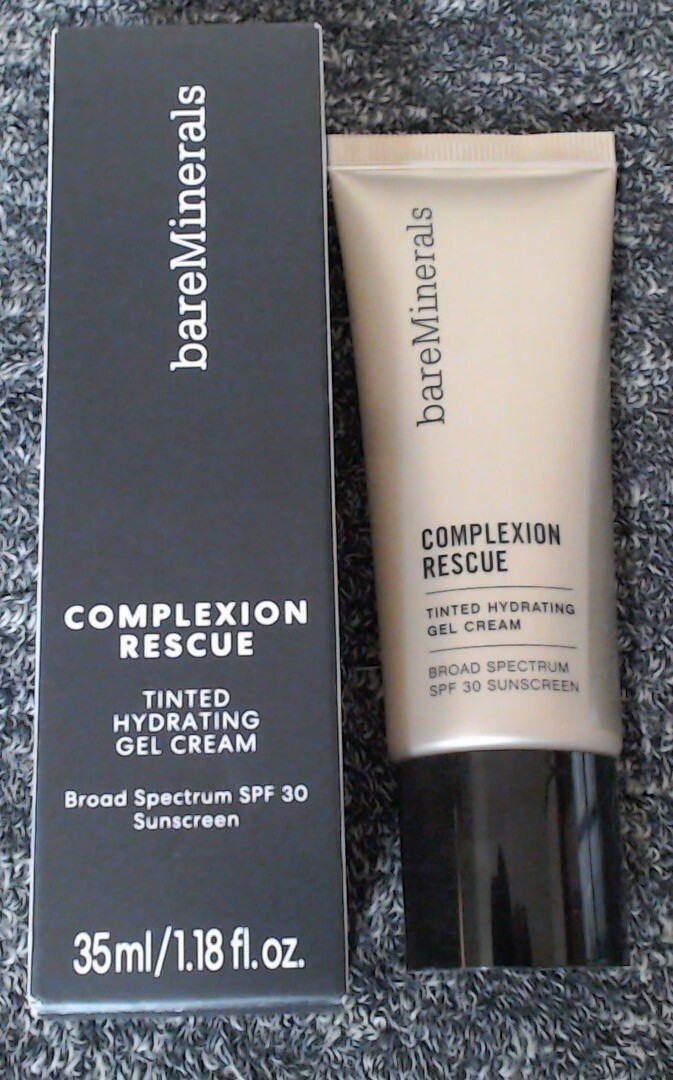 bareMinerals
COMPLEXION
RESCUE
TINTED
HYDRATING
GEL CREAM
Broad Spectrum SPF 30
Sunscreen
35ml/1.18 fl.oz.
bareMinerals
COMPLEXION
RESCUE
TINTED HYDRATING
GEL CREAM
BROAD SPECTRUM
SPF 30 SUNSCREEN